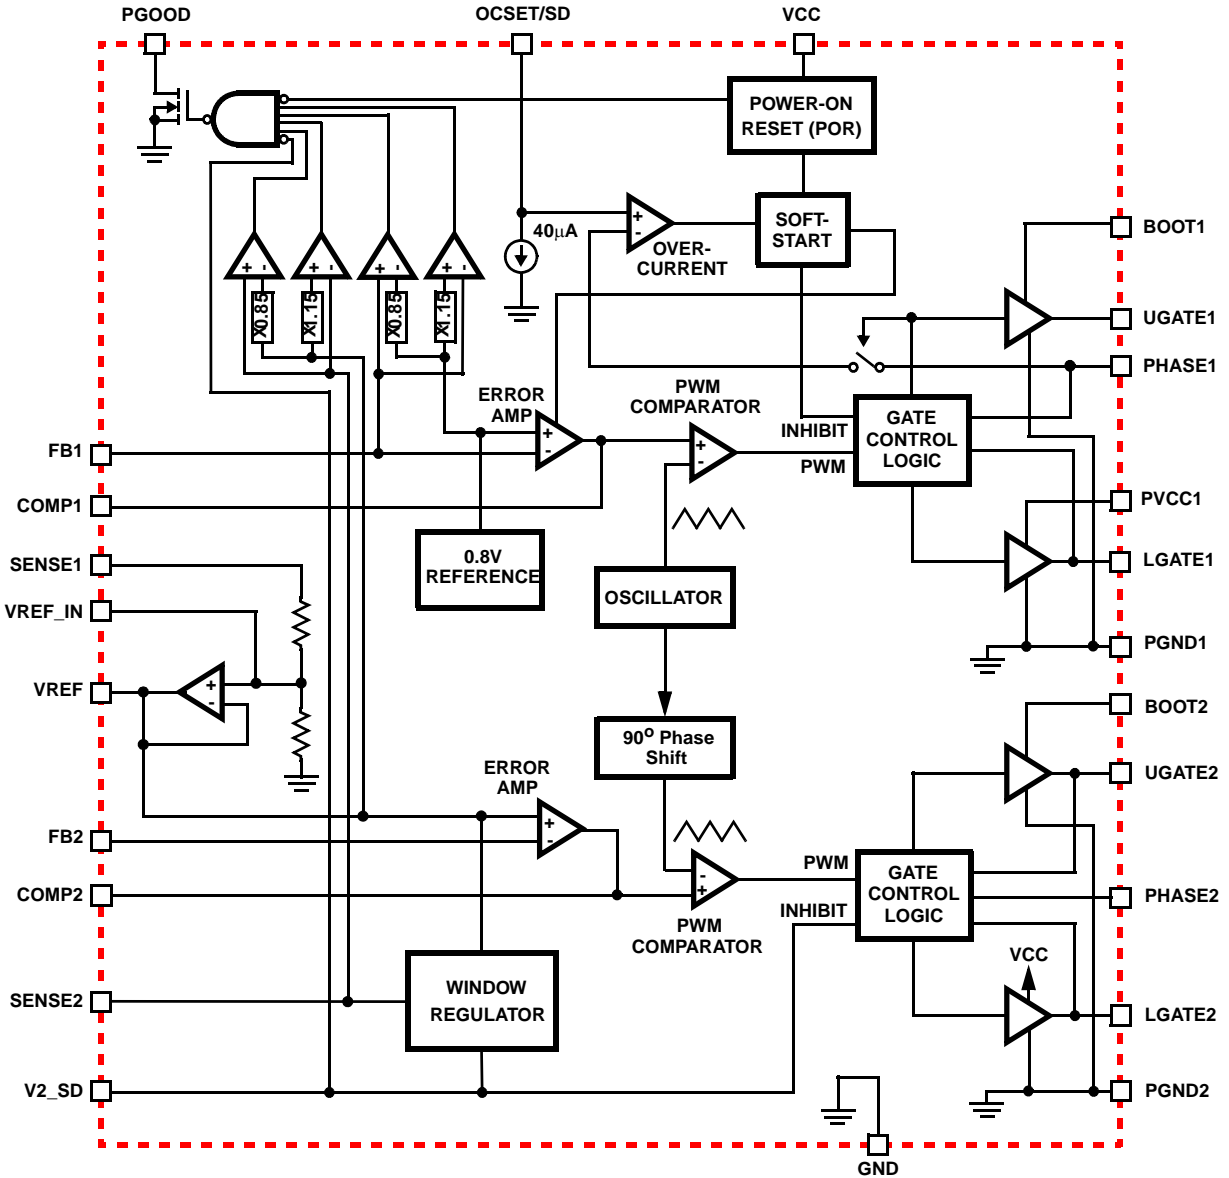 PGOOD
OCSET/SD
VCC
POWER-ON
RESET (POR)
SOFT-
START
40μA
+
-
OVER-
CURRENT
BOOT1
+ -
+ -
+ -
+ -
X0.85
X1.15
X0.85
X1.15
UGATE1
PHASE1
ERROR
AMP
PWM
COMPARATOR
+
-
+
-
INHIBIT
PWM
GATE
CONTROL
LOGIC
FB1
COMP1
PVCC1
SENSE1
0.8V
REFERENCE
OSCILLATOR
LGATE1
VREF_IN
PGND1
VREF
+
-
90o Phase
Shift
BOOT2
ERROR
AMP
UGATE2
FB2
+
-
PWM
-
+
GATE
CONTROL
LOGIC
COMP2
INHIBIT
PHASE2
PWM
COMPARATOR
VCC
WINDOW
REGULATOR
SENSE2
LGATE2
V2_SD
PGND2
GND